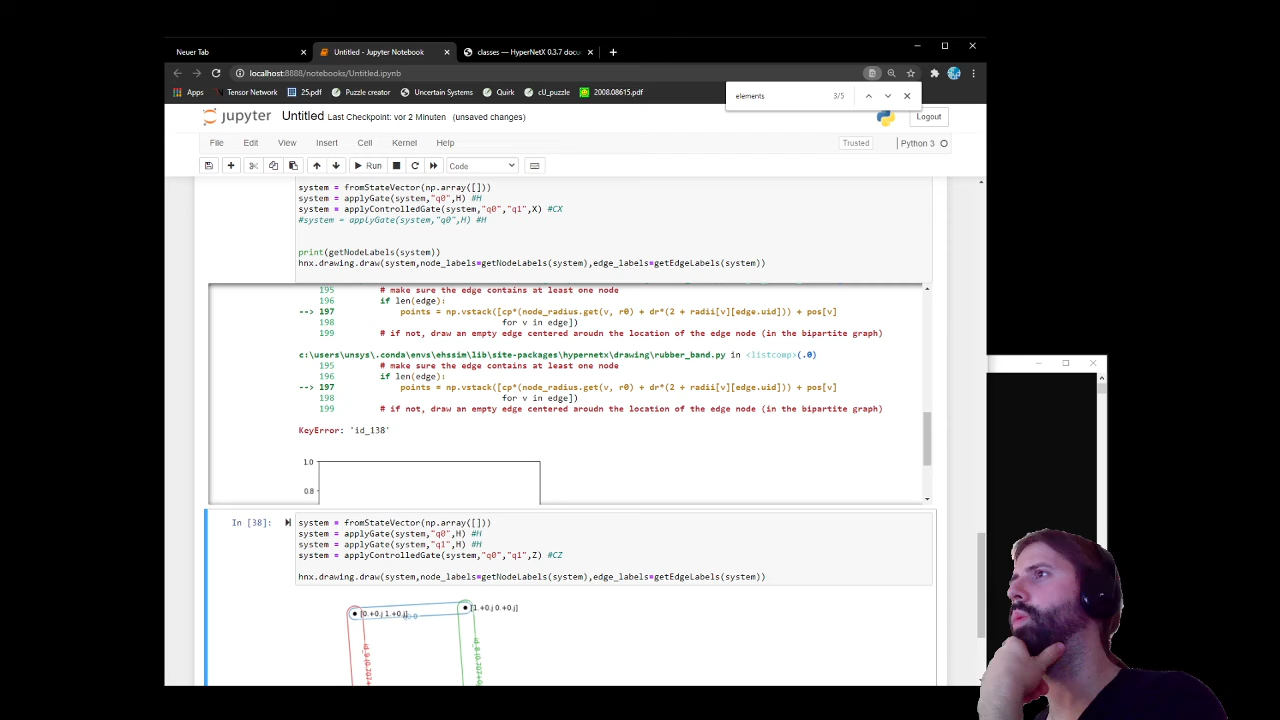 Neuer Tab
Untitled - Jupyter Notebook
classes — HyperNetX 0.3.7 docu
localhost:8888/notebooks/Untitled.ipynb
Apps Tensor Network 25.pdf Puzzle creator Uncertain Systems Quirk cU_puzzle 2008.08615.pdf
elements 3/5
jupyter Untitled Last Checkpoint: vor 2 Minuten (unsaved changes) Logout
File Edit View Insert Cell Kernel Help Trusted Python 3
Run Code
system = fromStateVector(np.array([]))
system = applyGate(system,"q0",H) #H
system = applyControlledGate(system,"q0","q1",X) #CX
#system = applyGate(system,"q0",H) #H
print(getNodeLabels(system))
hnx.drawing.draw(system,node_labels=getNodeLabels(system),edge_labels=getEdgeLabels(system))
195 # make sure the edge contains at least one node
196 if len(edge):
--> 197 points = np.vstack([cp*(node_radius.get(v, r0) + dr*(2 + radii[v][edge.uid])) + pos[v]
198 for v in edge])
199 # if not, draw an empty edge centered aroudn the location of the edge node (in the bipartite graph)
c:\users\unsys\.conda\envs\ehssim\lib\site-packages\hypernetx\drawing\rubber_band.py in <listcomp>(.0)
195 # make sure the edge contains at least one node
196 if len(edge):
--> 197 points = np.vstack([cp*(node_radius.get(v, r0) + dr*(2 + radii[v][edge.uid])) + pos[v]
198 for v in edge])
199 # if not, draw an empty edge centered aroudn the location of the edge node (in the bipartite graph)
KeyError: 'id_138'
1.0
0.8
In [38]:
system = fromStateVector(np.array([]))
system = applyGate(system,"q0",H) #H
system = applyGate(system,"q1",H) #H
system = applyControlledGate(system,"q0","q1",Z) #CZ
hnx.drawing.draw(system,node_labels=getNodeLabels(system),edge_labels=getEdgeLabels(system))
[0.+0.j 1.+0.j]
[1.+0.j 0.+0.j]